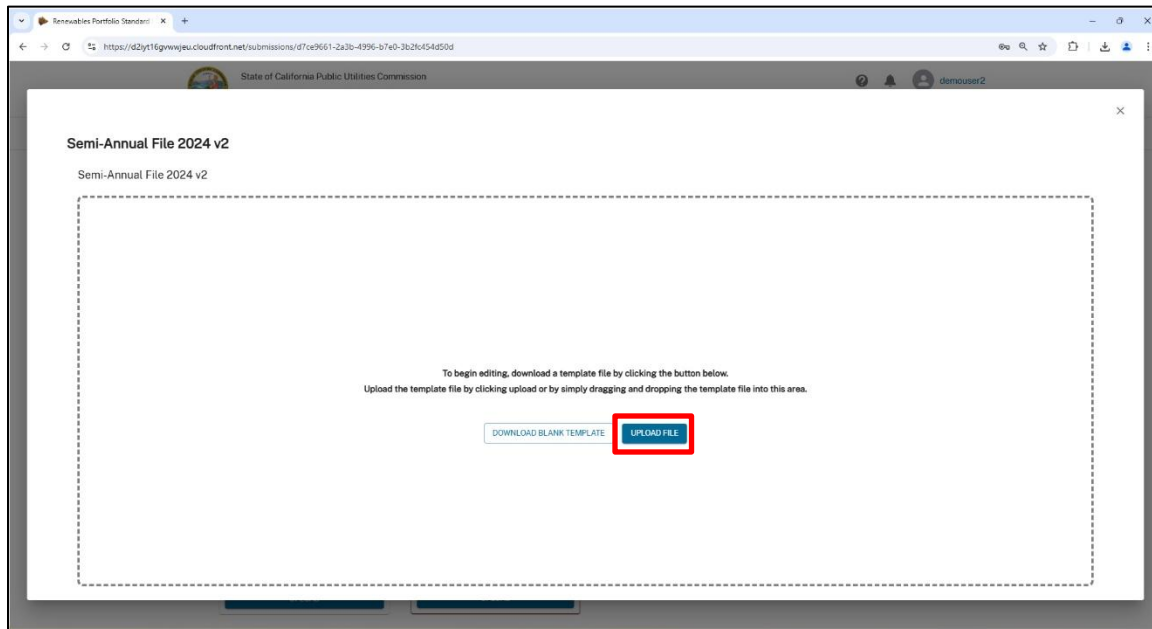 Renewables Portfolio Standard
https://d2iyt16gvwwjeu.cloudfront.net/submissions/d7ce9661-2a3b-4996-b7e0-3b2fc454d50d
State of California Public Utilities Commission
demouser2
Semi-Annual File 2024 v2
Semi-Annual File 2024 v2
To begin editing, download a template file by clicking the button below.
Upload the template file by clicking upload or by simply dragging and dropping the template file into this area.
DOWNLOAD BLANK TEMPLATE UPLOAD FILE